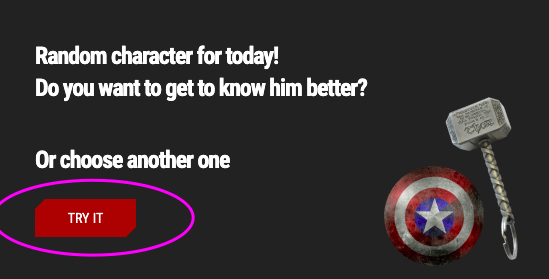 Random character for today!
Do you want to get to know him better?
Or choose another one
TRY IT